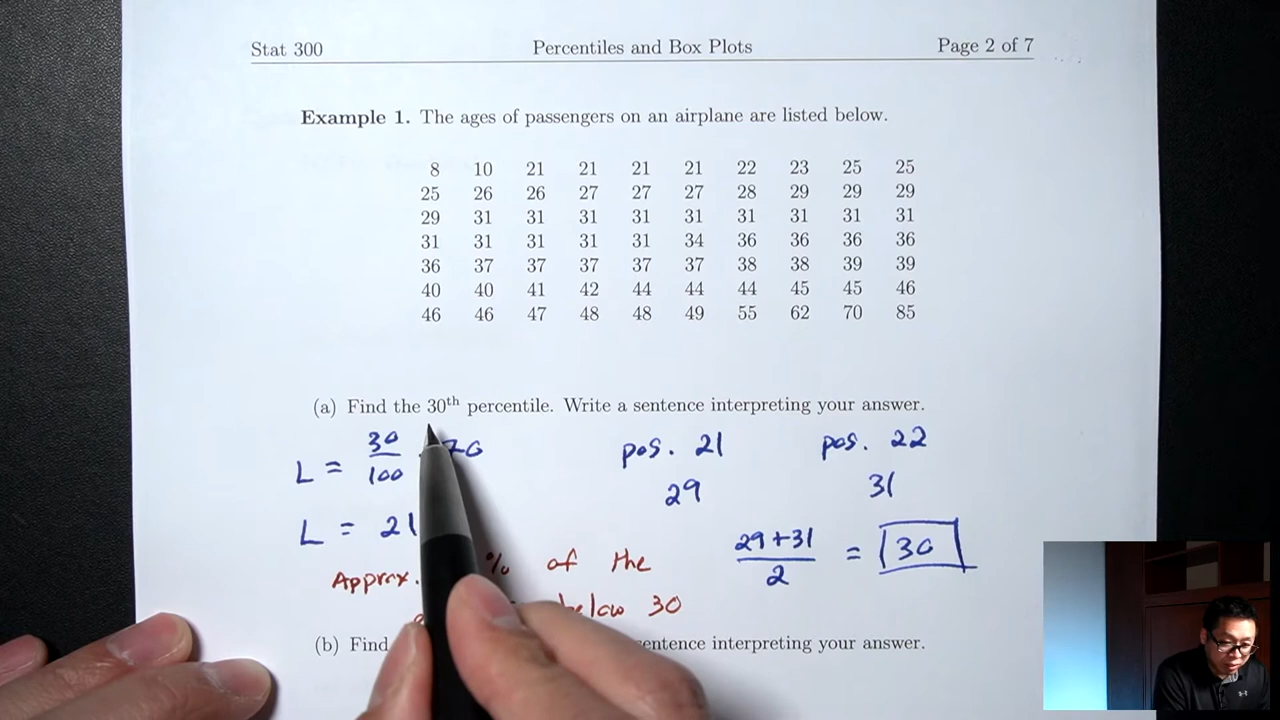 Stat 300 Percentiles and Box Plots Page 2 of 7
Example 1. The ages of passengers on an airplane are listed below.
8 10 21 21 21 21 22 23 25 25
25 26 26 27 27 27 28 29 29 29
29 31 31 31 31 31 31 31 31 31
31 31 31 31 31 34 36 36 36 36
36 37 37 37 37 37 38 38 39 39
40 40 41 42 44 44 44 45 45 46
46 46 47 48 48 49 55 62 70 85
(a) Find the 30th percentile. Write a sentence interpreting your answer.
L = 30/100 70 pos. 21 pos. 22
29 31
L = 21 (29+31)/2 = 30
Approx. % of the
below 30
(b) Find sentence interpreting your answer.